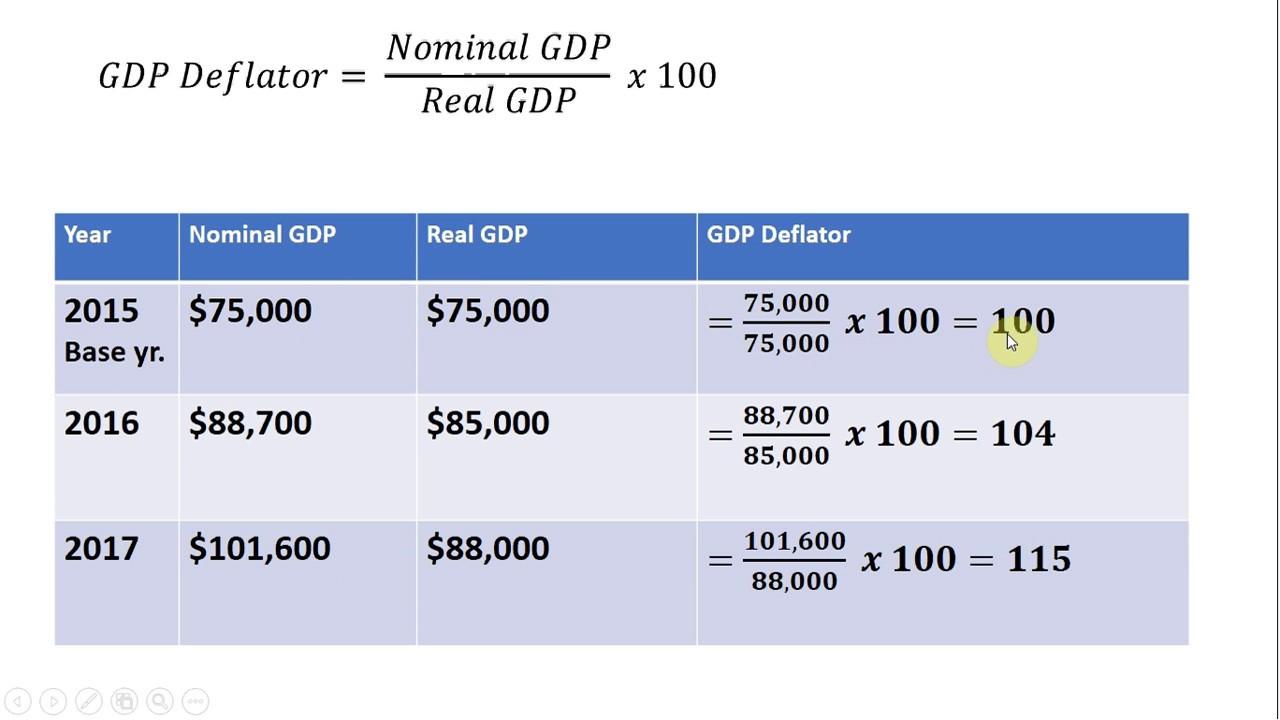 GDP Deflator = Nominal GDP / Real GDP x 100
Year Nominal GDP Real GDP GDP Deflator
2015 $75,000 $75,000 = 75,000 / 75,000 x 100 = 100
Base yr.
2016 $88,700 $85,000 = 88,700 / 85,000 x 100 = 104
2017 $101,600 $88,000 = 101,600 / 88,000 x 100 = 115